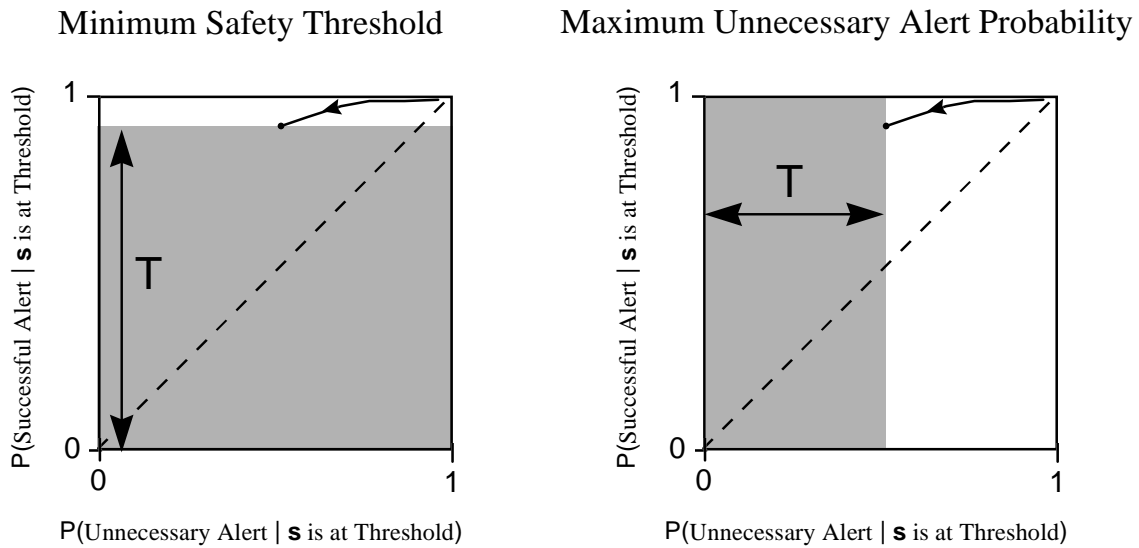 Minimum Safety Threshold
1
P(Successful Alert | s is at Threshold)
T
0
0
1
P(Unnecessary Alert | s is at Threshold)
Maximum Unnecessary Alert Probability
1
P(Successful Alert | s is at Threshold)
T
0
0
1
P(Unnecessary Alert | s is at Threshold)